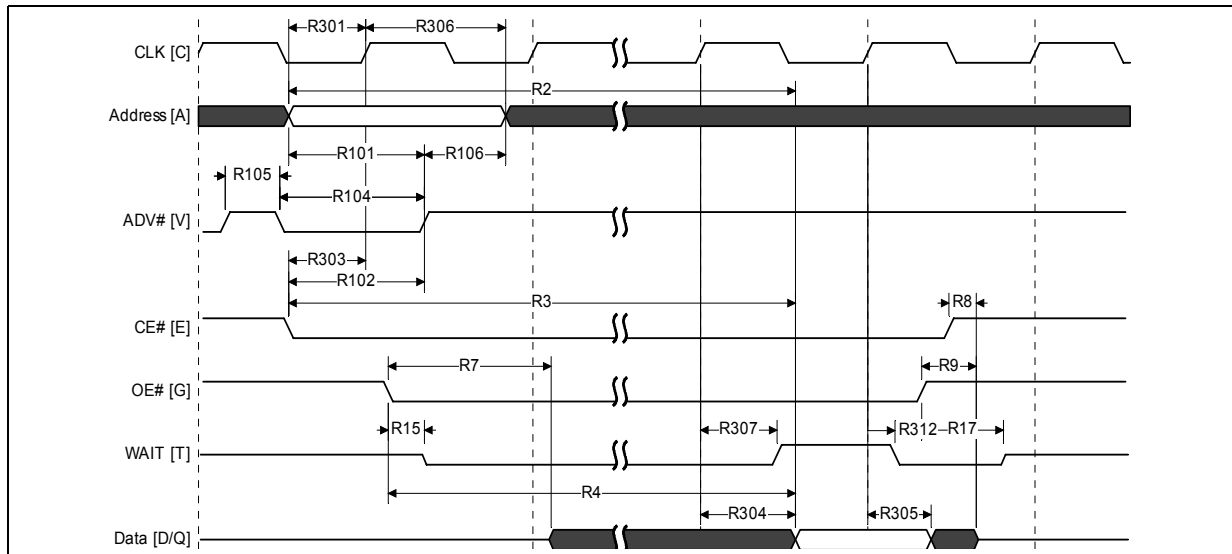 R301 R306
CLK [C]
R2
Address [A]
R101 R106
R105
R104
ADV# [V]
R303
R102
R3
R8
CE# [E]
R7
R9
OE# [G]
R15
R307
R312 R17
WAIT [T]
R4
R304
R305
Data [D/Q]